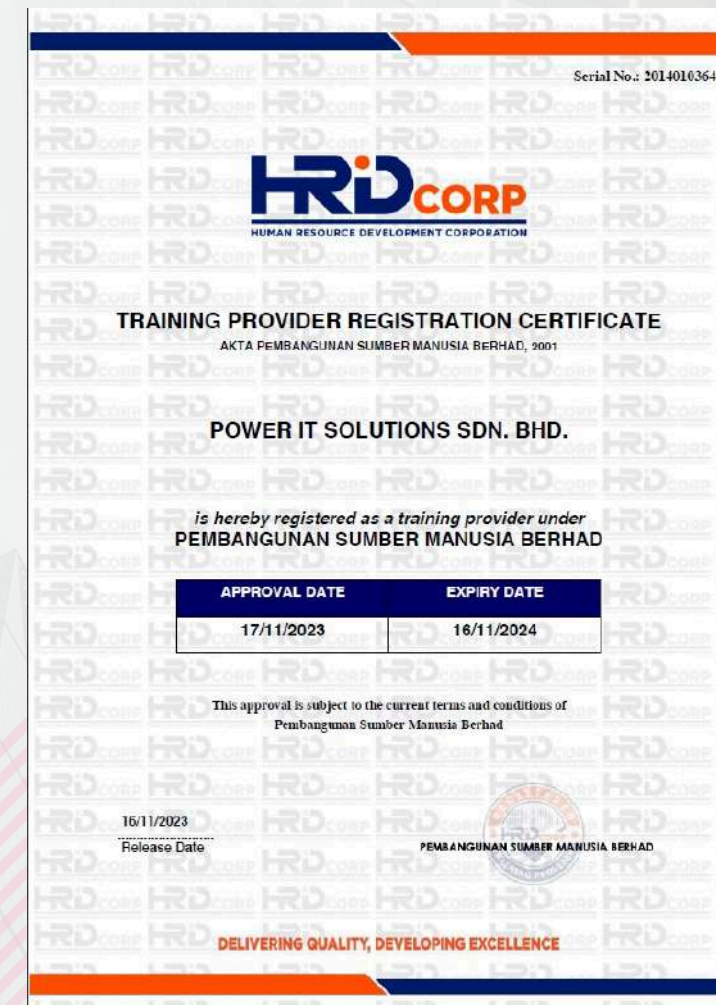 Serial No.: 2014010364
HRD CORP
HUMAN RESOURCE DEVELOPMENT CORPORATION
TRAINING PROVIDER REGISTRATION CERTIFICATE
AKTA PEMBANGUNAN SUMBER MANUSIA BERHAD, 2001
POWER IT SOLUTIONS SDN. BHD.
is hereby registered as a training provider under
PEMBANGUNAN SUMBER MANUSIA BERHAD
APPROVAL DATE EXPIRY DATE
17/11/2023 16/11/2024
This approval is subject to the current terms and conditions of
Pembangunan Sumber Manusia Berhad
16/11/2023
Release Date
PEMBANGUNAN SUMBER MANUSIA BERHAD
DELIVERING QUALITY, DEVELOPING EXCELLENCE